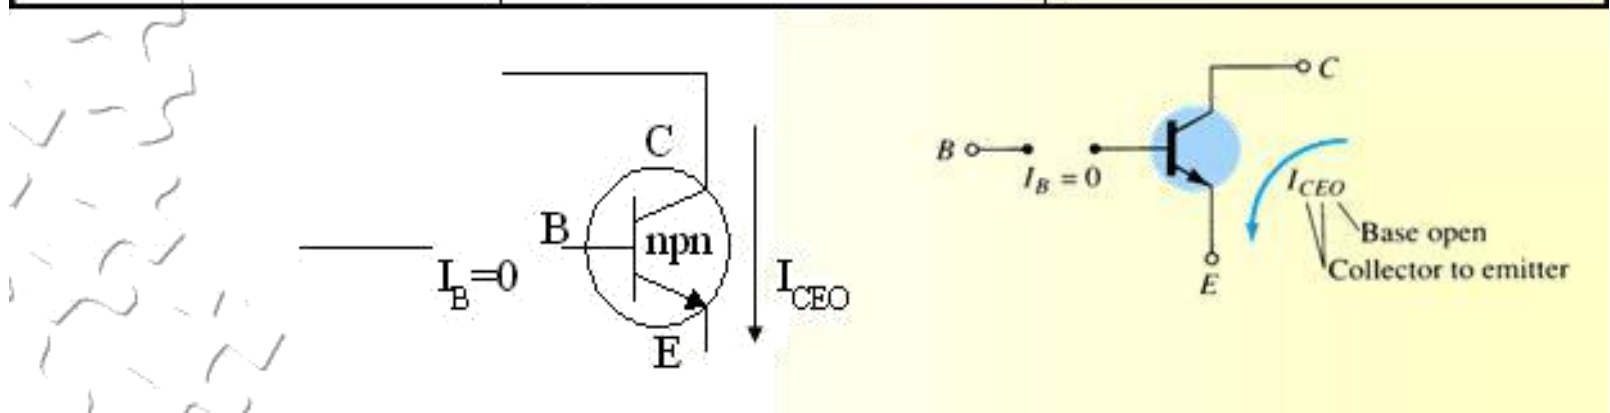 C
B
npn
I_B=0
I_CEO
E
C
B
I_B = 0
I_CEO
Base open
Collector to emitter
E